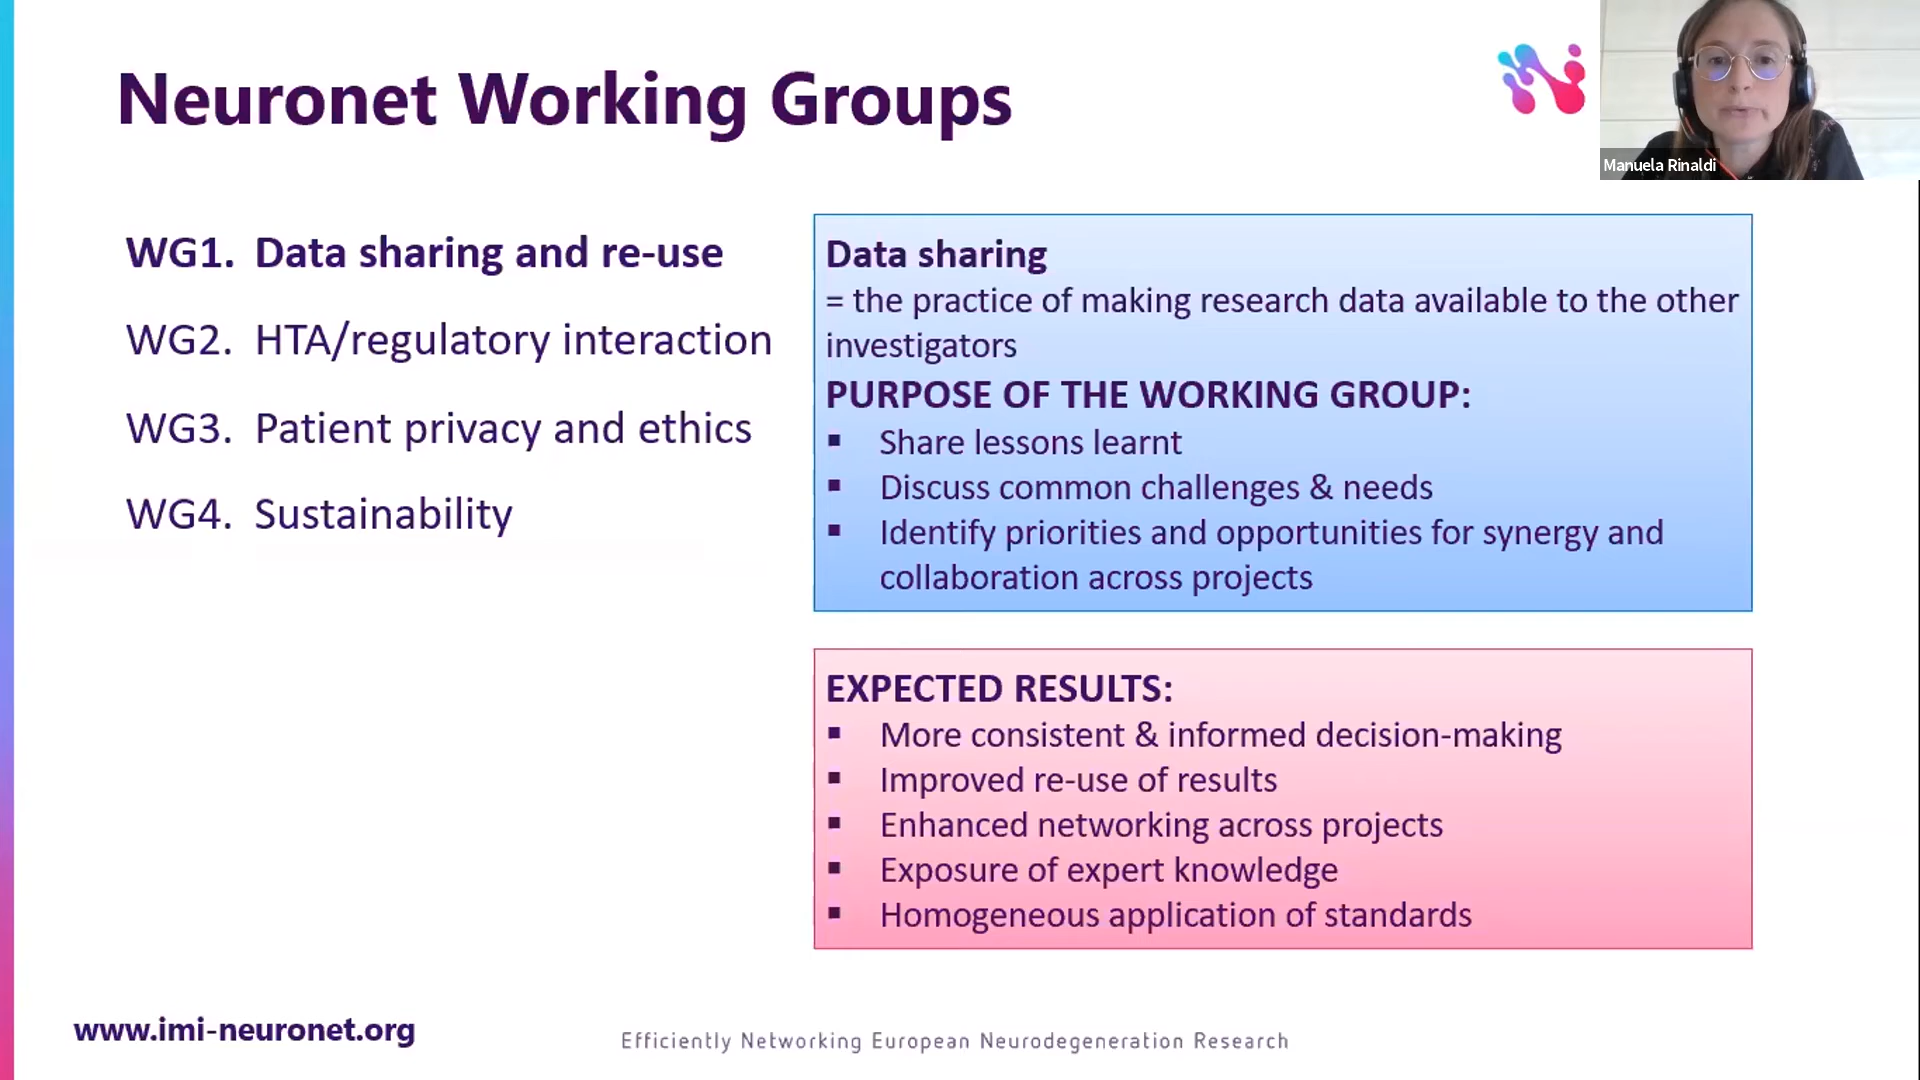 Neuronet Working Groups
Manuela Rinaldi
WG1. Data sharing and re-use
WG2. HTA/regulatory interaction
WG3. Patient privacy and ethics
WG4. Sustainability
Data sharing
= the practice of making research data available to the other
investigators
PURPOSE OF THE WORKING GROUP:
▪ Share lessons learnt
▪ Discuss common challenges & needs
▪ Identify priorities and opportunities for synergy and
collaboration across projects
EXPECTED RESULTS:
▪ More consistent & informed decision-making
▪ Improved re-use of results
▪ Enhanced networking across projects
▪ Exposure of expert knowledge
▪ Homogeneous application of standards
www.imi-neuronet.org
Efficiently Networking European Neurodegeneration Research